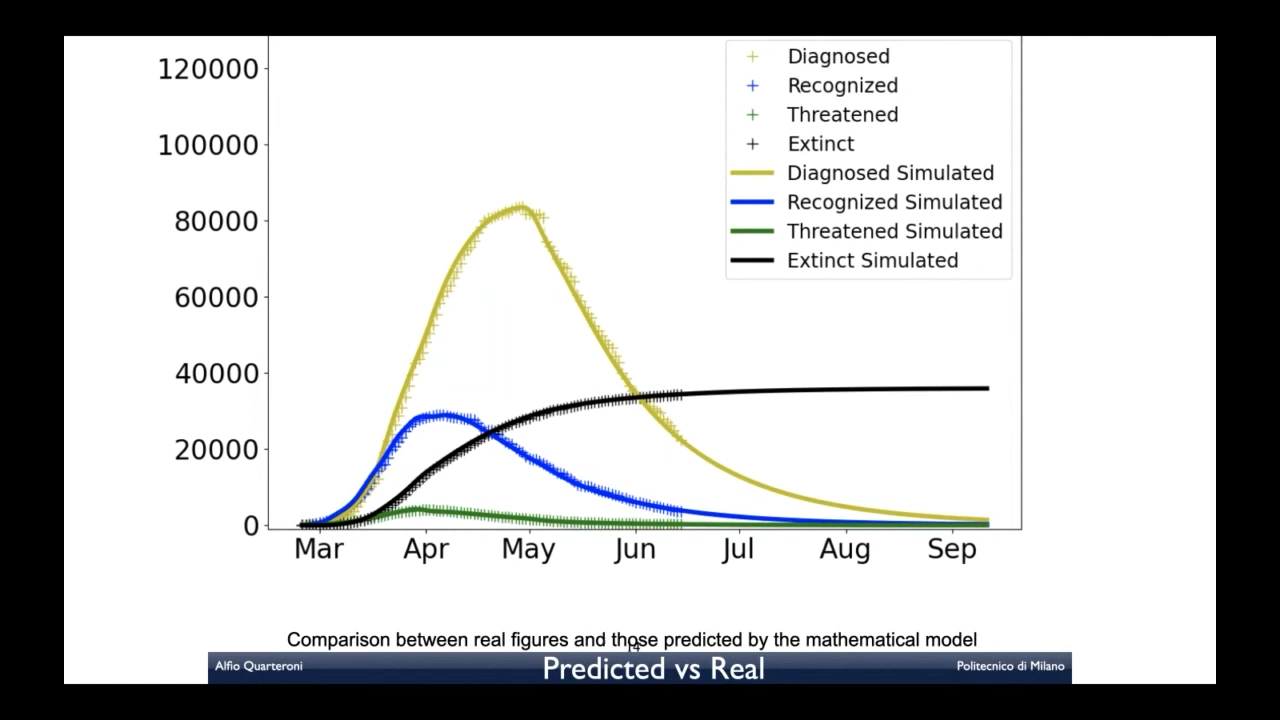 120000
100000
80000
60000
40000
20000
0
Mar Apr May Jun Jul Aug Sep
Diagnosed
Recognized
Threatened
Extinct
Diagnosed Simulated
Recognized Simulated
Threatened Simulated
Extinct Simulated
Comparison between real figures and those predicted by the mathematical model
14
Alfio Quarteroni Predicted vs Real Politecnico di Milano